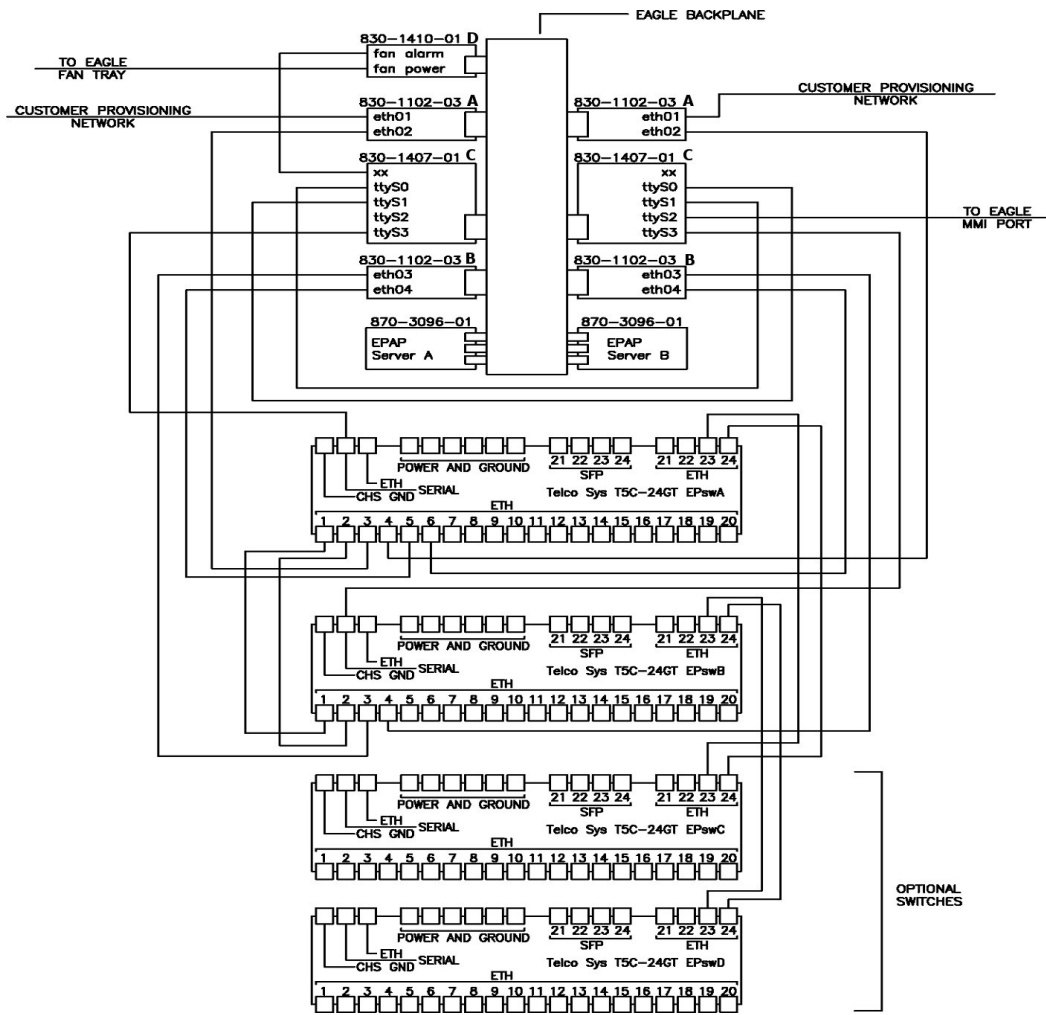 EAGLE BACKPLANE
830-1410-01 D
fan alarm
fan power
TO EAGLE
FAN TRAY
CUSTOMER PROVISIONING
NETWORK
830-1102-03 A
eth01
eth02
830-1102-03 A
eth01
eth02
CUSTOMER PROVISIONING
NETWORK
830-1407-01 C
xx
ttyS0
ttyS1
ttyS2
ttyS3
830-1407-01 C
xx
ttyS0
ttyS1
ttyS2
ttyS3
TO EAGLE
MMI PORT
830-1102-03 B
eth03
eth04
830-1102-03 B
eth03
eth04
870-3096-01
EPAP
Server A
870-3096-01
EPAP
Server B
21 22 23 24 21 22 23 24
POWER AND GROUND SFP ETH
ETH
SERIAL
CHS GND
Telco Sys T5C-24GT EPswA
ETH
1 2 3 4 5 6 7 8 9 10 11 12 13 14 15 16 17 18 19 20
21 22 23 24 21 22 23 24
POWER AND GROUND SFP ETH
ETH
SERIAL
CHS GND
Telco Sys T5C-24GT EPswB
ETH
1 2 3 4 5 6 7 8 9 10 11 12 13 14 15 16 17 18 19 20
21 22 23 24 21 22 23 24
POWER AND GROUND SFP ETH
ETH
SERIAL
CHS GND
Telco Sys T5C-24GT EPswC
ETH
1 2 3 4 5 6 7 8 9 10 11 12 13 14 15 16 17 18 19 20
OPTIONAL
SWITCHES
21 22 23 24 21 22 23 24
POWER AND GROUND SFP ETH
ETH
SERIAL
CHS GND
Telco Sys T5C-24GT EPswD
ETH
1 2 3 4 5 6 7 8 9 10 11 12 13 14 15 16 17 18 19 20